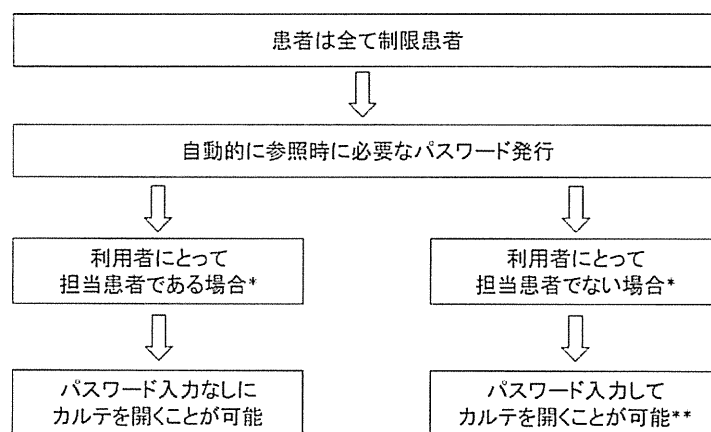 患者は全て制限患者
自動的に参照時に必要なパスワード発行
利用者にとって
担当患者である場合*
利用者にとって
担当患者でない場合*
パスワード入力なしに
カルテを開くことが可能
パスワード入力して
カルテを開くことが可能**